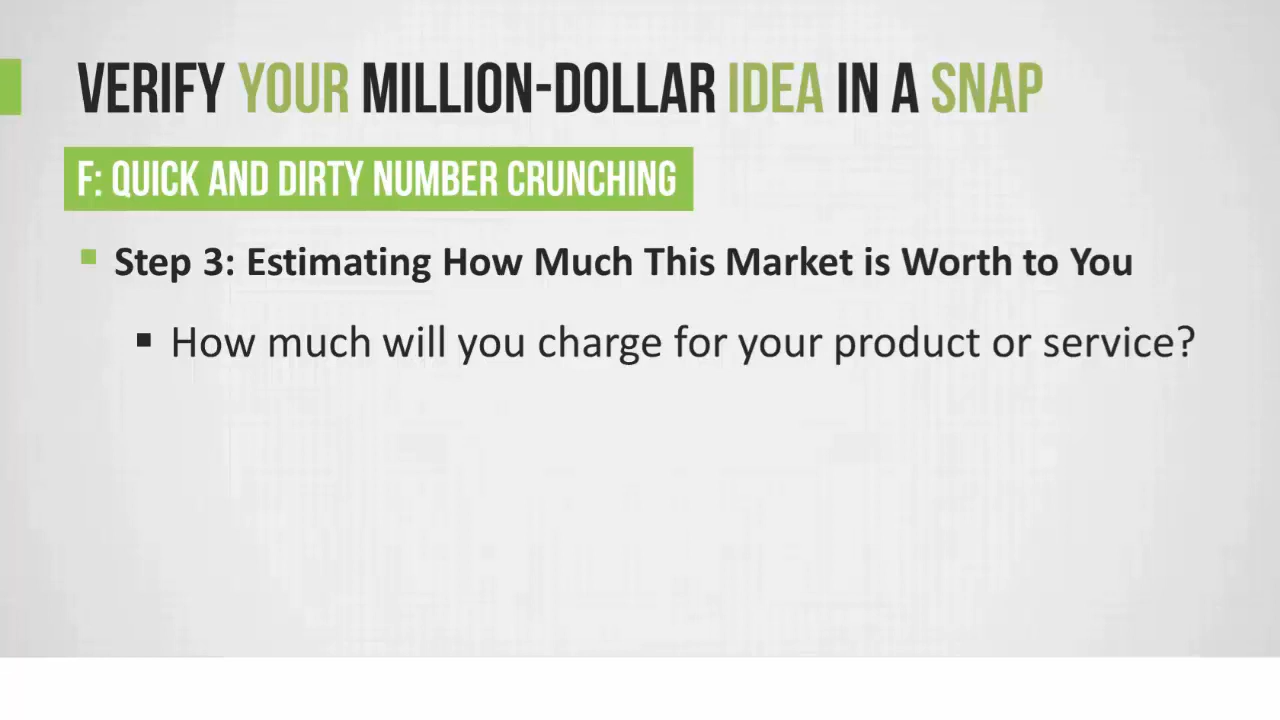 VERIFY YOUR MILLION-DOLLAR IDEA IN A SNAP
F: QUICK AND DIRTY NUMBER CRUNCHING
Step 3: Estimating How Much This Market is Worth to You
How much will you charge for your product or service?